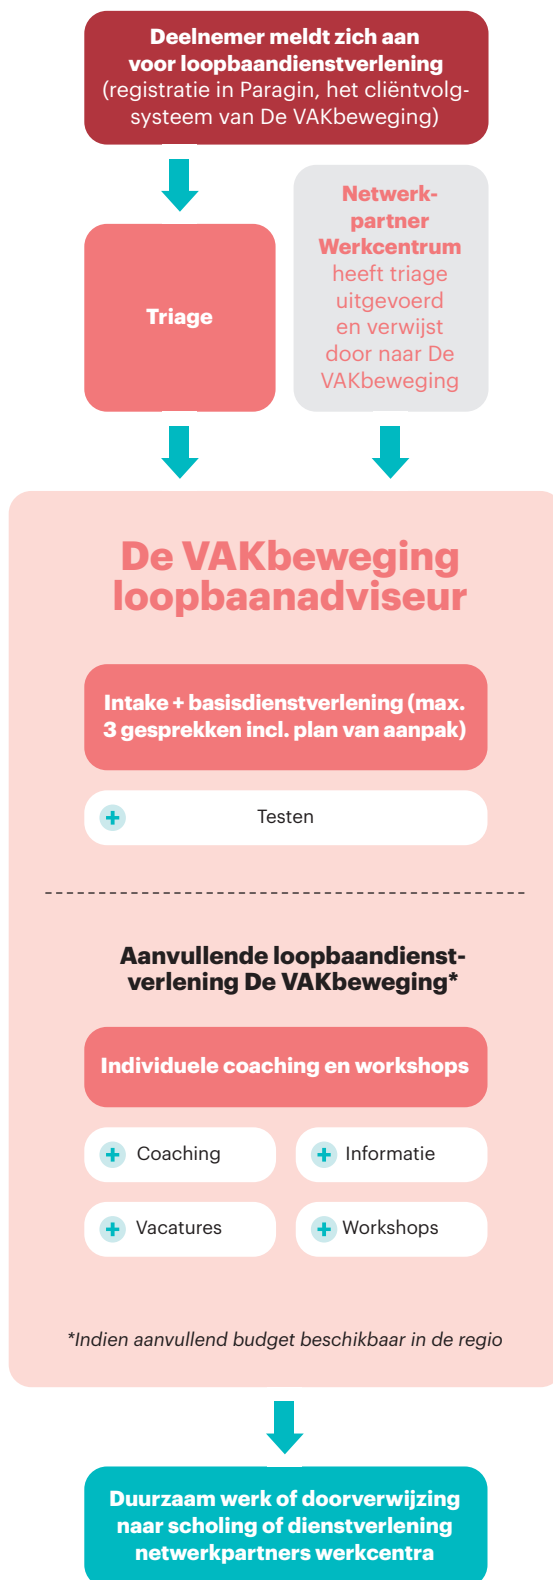 Deelnemer meldt zich aan
voor loopbaandienstverlening
(registratie in Paragin, het cliëntvolg-
systeem van De VAKbeweging)
Triage
Netwerk-
partner
Werkcentrum
heeft triage
uitgevoerd
en verwijst
door naar De
VAKbeweging
De VAKbeweging
loopbaanadviseur
Intake + basisdienstverlening (max.
3 gesprekken incl. plan van aanpak)
Testen
Aanvullende loopbaandienst-
verlening De VAKbeweging*
Individuele coaching en workshops
Coaching
Informatie
Vacatures
Workshops
*Indien aanvullend budget beschikbaar in de regio
Duurzaam werk of doorverwijzing
naar scholing of dienstverlening
netwerkpartners werkcentra